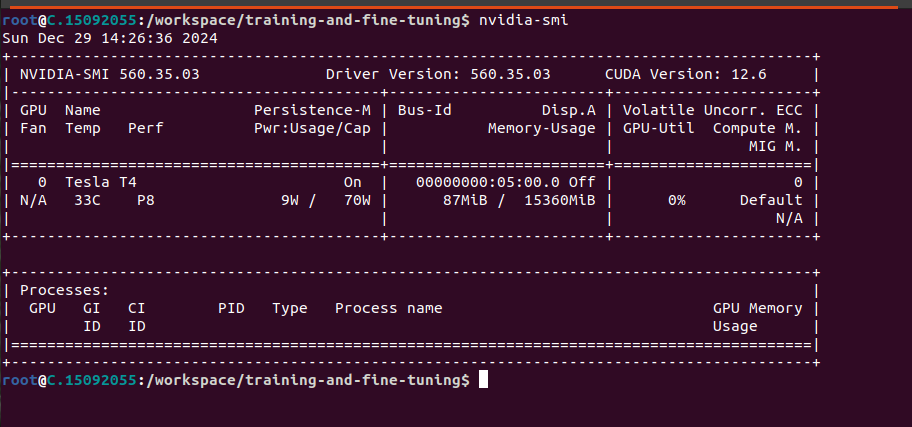 root@C.15092055:/workspace/training-and-fine-tuning$ nvidia-smi
Sun Dec 29 14:26:36 2024
+-----------------------------------------------------------------------------------------+
| NVIDIA-SMI 560.35.03              Driver Version: 560.35.03      CUDA Version: 12.6     |
|-----------------------------------------+------------------------+----------------------+
| GPU  Name                 Persistence-M | Bus-Id          Disp.A | Volatile Uncorr. ECC |
| Fan  Temp   Perf          Pwr:Usage/Cap |           Memory-Usage | GPU-Util  Compute M. |
|                                         |                        |               MIG M. |
|=========================================+========================+======================|
|   0  Tesla T4                       On  |   00000000:05:00.0 Off |                    0 |
| N/A   33C    P8              9W /   70W |      87MiB /  15360MiB |      0%      Default |
|                                         |                        |                  N/A |
+-----------------------------------------+------------------------+----------------------+
+-----------------------------------------------------------------------------------------+
| Processes:                                                                              |
|  GPU   GI   CI        PID   Type   Process name                              GPU Memory |
|        ID   ID                                                               Usage      |
|=========================================================================================|
+-----------------------------------------------------------------------------------------+
root@C.15092055:/workspace/training-and-fine-tuning$